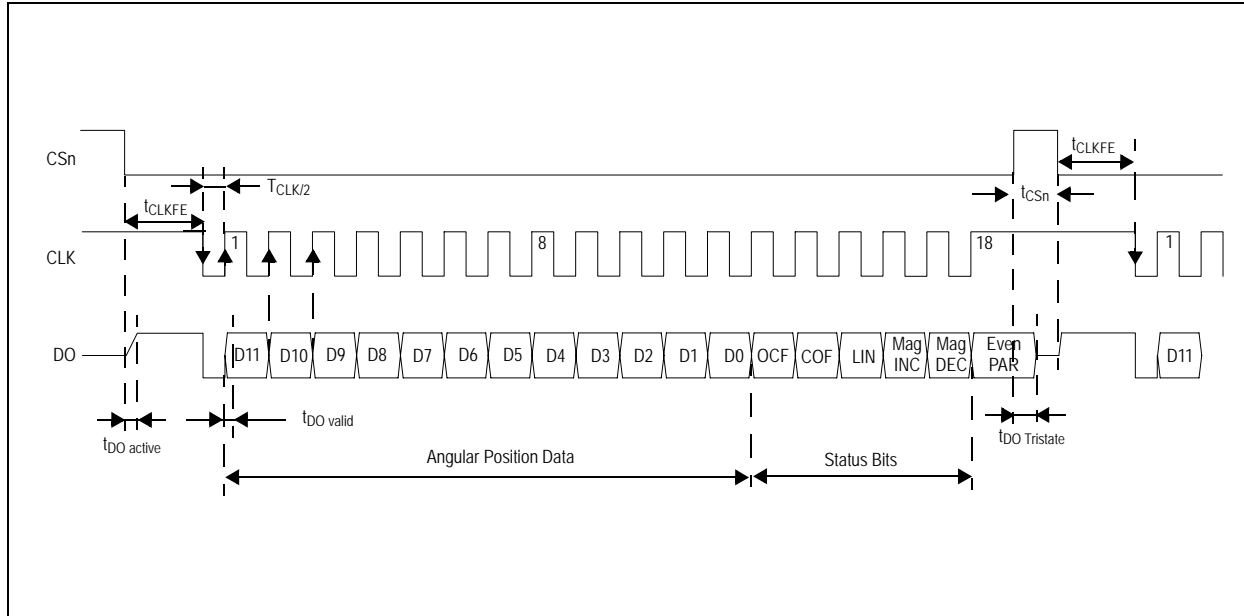 CSn
tCLKFE
TCLK/2
tCLKFE
tCSn
CLK
1
8
18
1
DO
D11
D10
D9
D8
D7
D6
D5
D4
D3
D2
D1
D0
OCF
COF
LIN
Mag
INC
Mag
DEC
Even
PAR
D11
tDO active
tDO valid
tDO Tristate
Angular Position Data
Status Bits